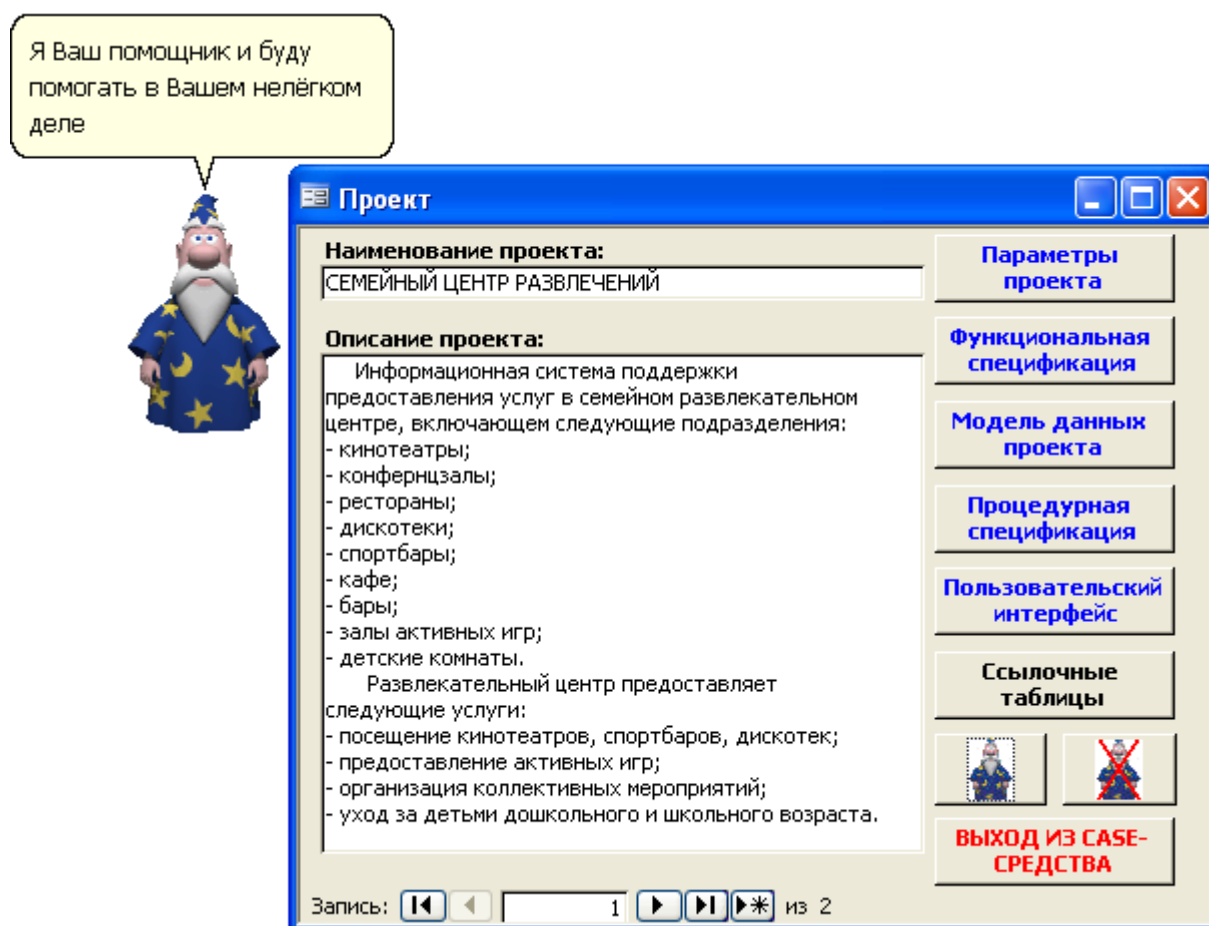 Я Ваш помощник и буду
помогать в Вашем нелёгком
деле
Проект
Наименование проекта:
СЕМЕЙНЫЙ ЦЕНТР РАЗВЛЕЧЕНИЙ
Описание проекта:
Информационная система поддержки
предоставления услуг в семейном развлекательном
центре, включающем следующие подразделения:
- кинотеатры;
- конфернцзалы;
- рестораны;
- дискотеки;
- спортбары;
- кафе;
- бары;
- залы активных игр;
- детские комнаты.
Развлекательный центр предоставляет
следующие услуги:
- посещение кинотеатров, спортбаров, дискотек;
- предоставление активных игр;
- организация коллективных мероприятий;
- уход за детьми дошкольного и школьного возраста.
Параметры
проекта
Функциональная
спецификация
Модель данных
проекта
Процедурная
спецификация
Пользовательский
интерфейс
Ссылочные
таблицы
ВЫХОД ИЗ CASE-
СРЕДСТВА
Запись: 1 из 2